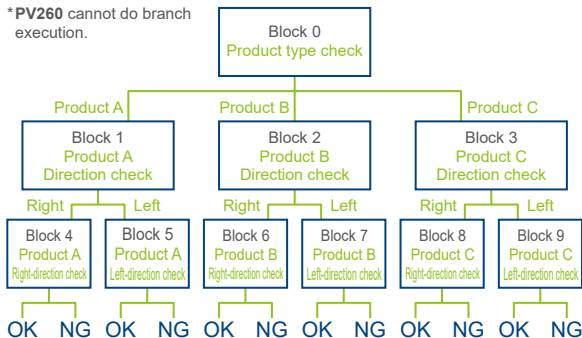 *PV260 cannot do branch
execution.
Block 0
Product type check
Product A
Product B
Product C
Block 1
Product A
Direction check
Block 2
Product B
Direction check
Block 3
Product C
Direction check
Right
Left
Right
Left
Right
Left
Block 4
Product A
Right-direction check
Block 5
Product A
Left-direction check
Block 6
Product B
Right-direction check
Block 7
Product B
Left-direction check
Block 8
Product C
Right-direction check
Block 9
Product C
Left-direction check
OK NG OK NG OK NG OK NG OK NG OK NG